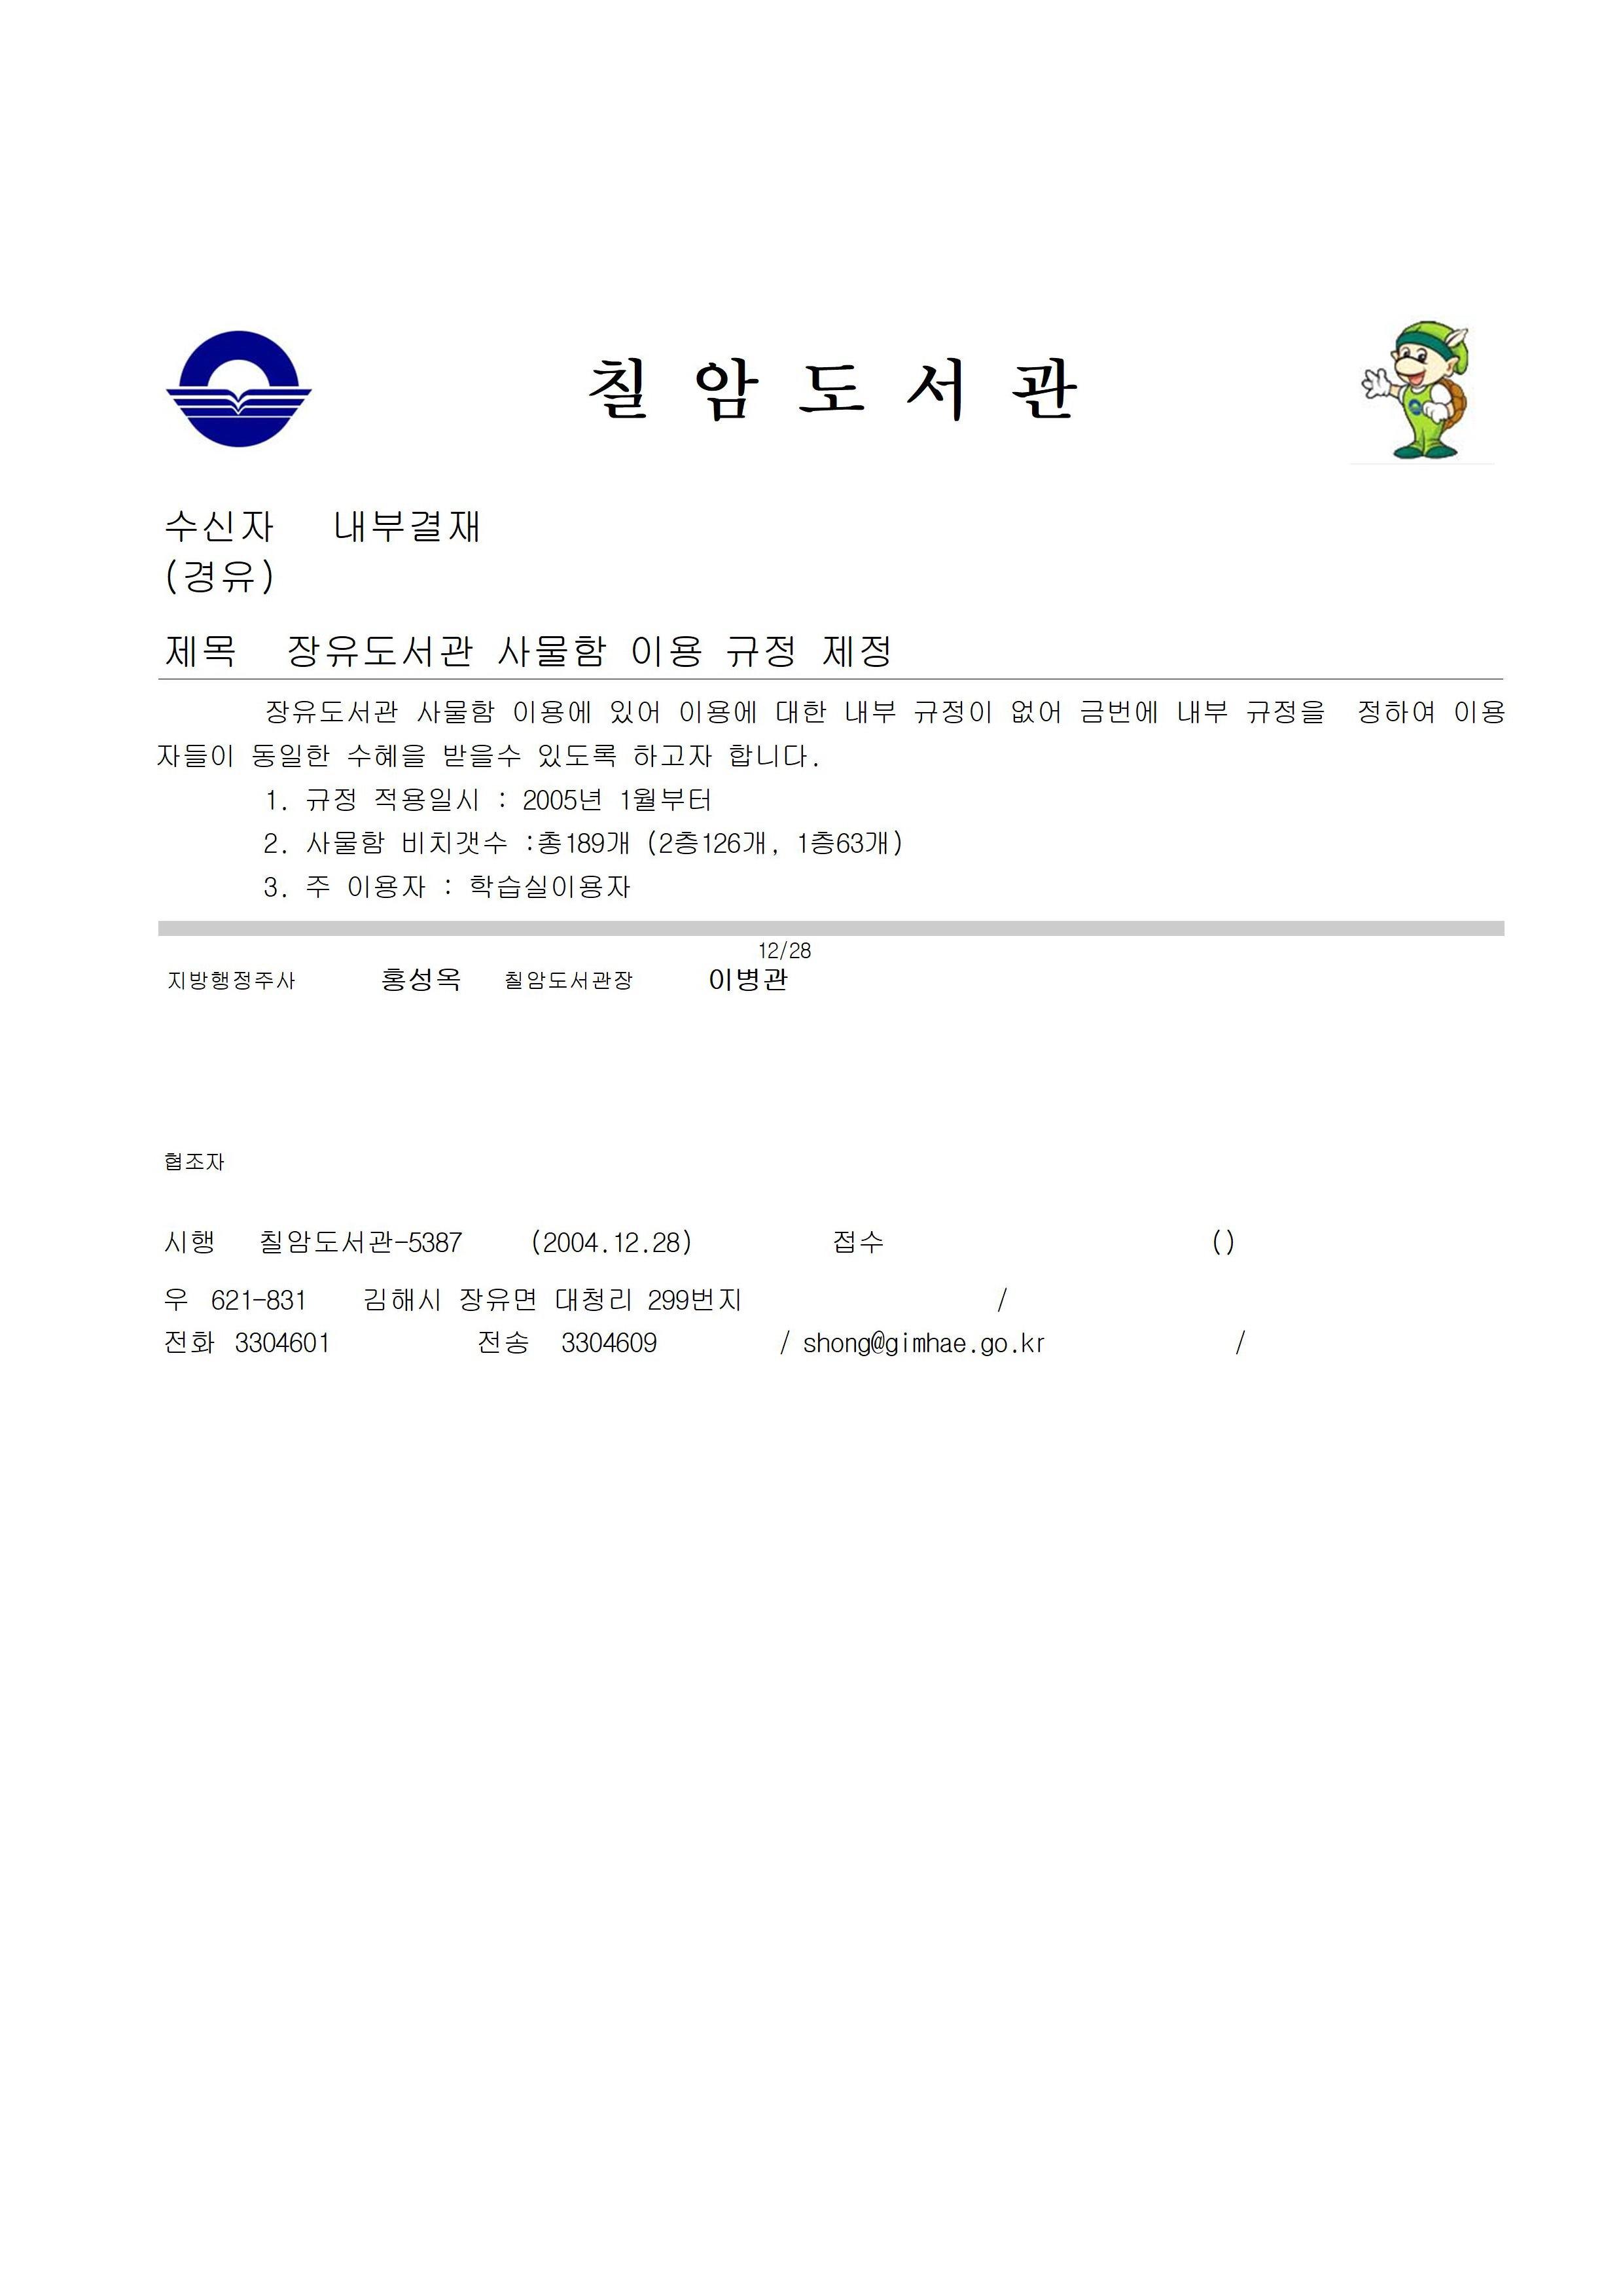 칠 암 도 서 관
수신자 내부결재
(경유)
제목 장유도서관 사물함 이용 규정 제정
장유도서관 사물함 이용에 있어 이용에 대한 내부 규정이 없어 금번에 내부 규정을 정하여 이용
자들이 동일한 수혜을 받을수 있도록 하고자 합니다.
1. 규정 적용일시 : 2005년 1월부터
2. 사물함 비치갯수 :총189개 (2층126개, 1층63개)
3. 주 이용자 : 학습실이용자
12/28
지방행정주사 홍성옥 칠암도서관장 이병관
협조자
시행 칠암도서관-5387 (2004.12.28) 접수 ()
우 621-831 김해시 장유면 대청리 299번지 /
전화 3304601 전송 3304609 / shong@gimhae.go.kr /